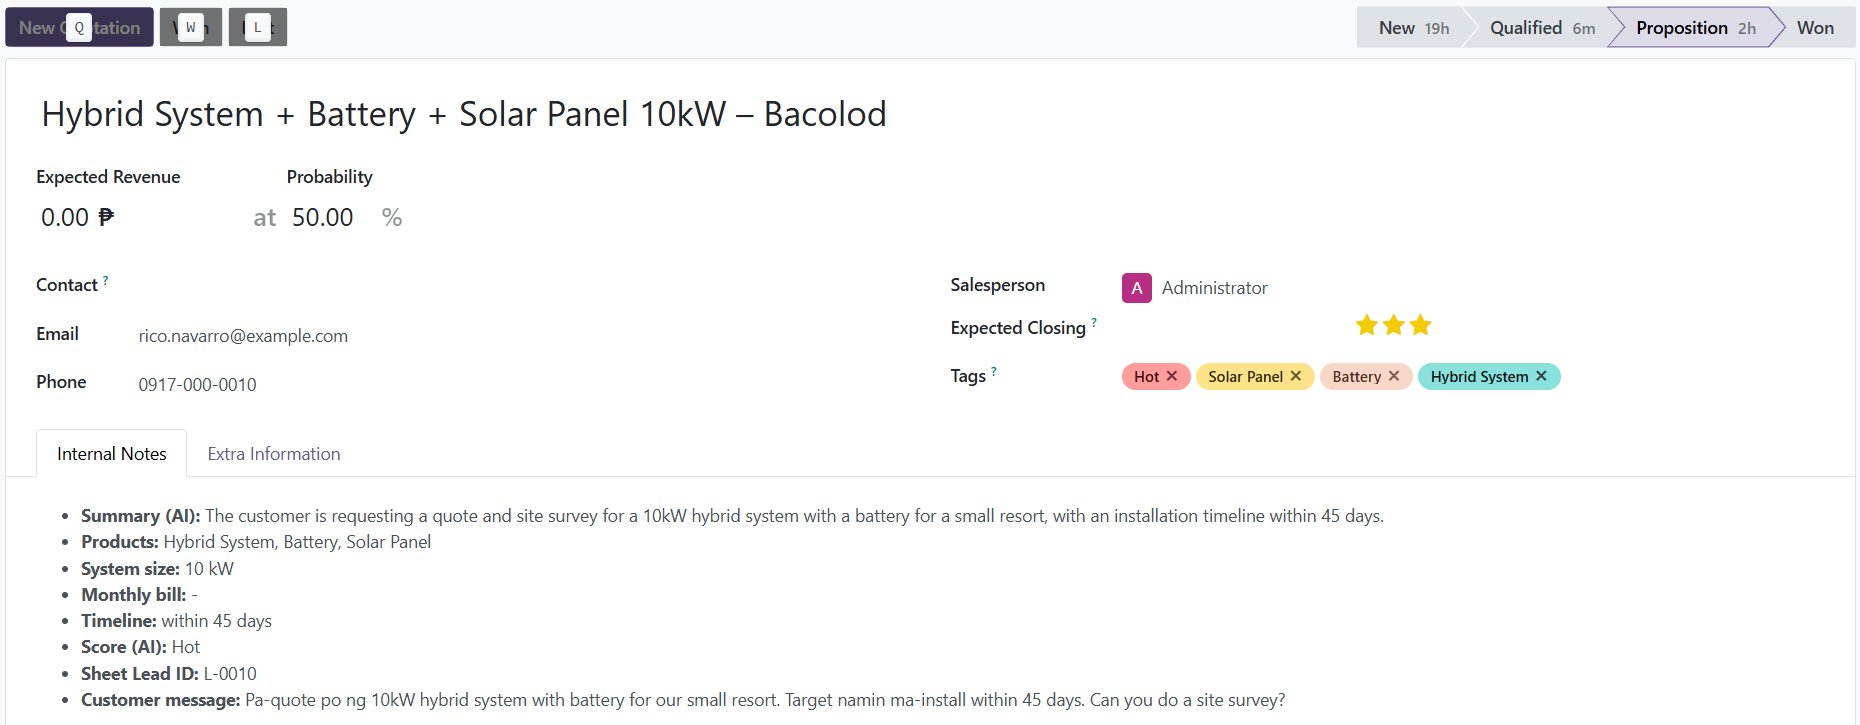 New Quotation Q W L
New 19h Qualified 6m Proposition 2h Won
Hybrid System + Battery + Solar Panel 10kW – Bacolod
Expected Revenue Probability
0.00 ₱ at 50.00 %
Contact ?
Email rico.navarro@example.com
Phone 0917-000-0010
Salesperson A Administrator
Expected Closing ?
Tags ? Hot ✕ Solar Panel ✕ Battery ✕ Hybrid System ✕
Internal Notes Extra Information
• Summary (AI): The customer is requesting a quote and site survey for a 10kW hybrid system with a battery for a small resort, with an installation timeline within 45 days.
• Products: Hybrid System, Battery, Solar Panel
• System size: 10 kW
• Monthly bill: -
• Timeline: within 45 days
• Score (AI): Hot
• Sheet Lead ID: L-0010
• Customer message: Pa-quote po ng 10kW hybrid system with battery for our small resort. Target namin ma-install within 45 days. Can you do a site survey?